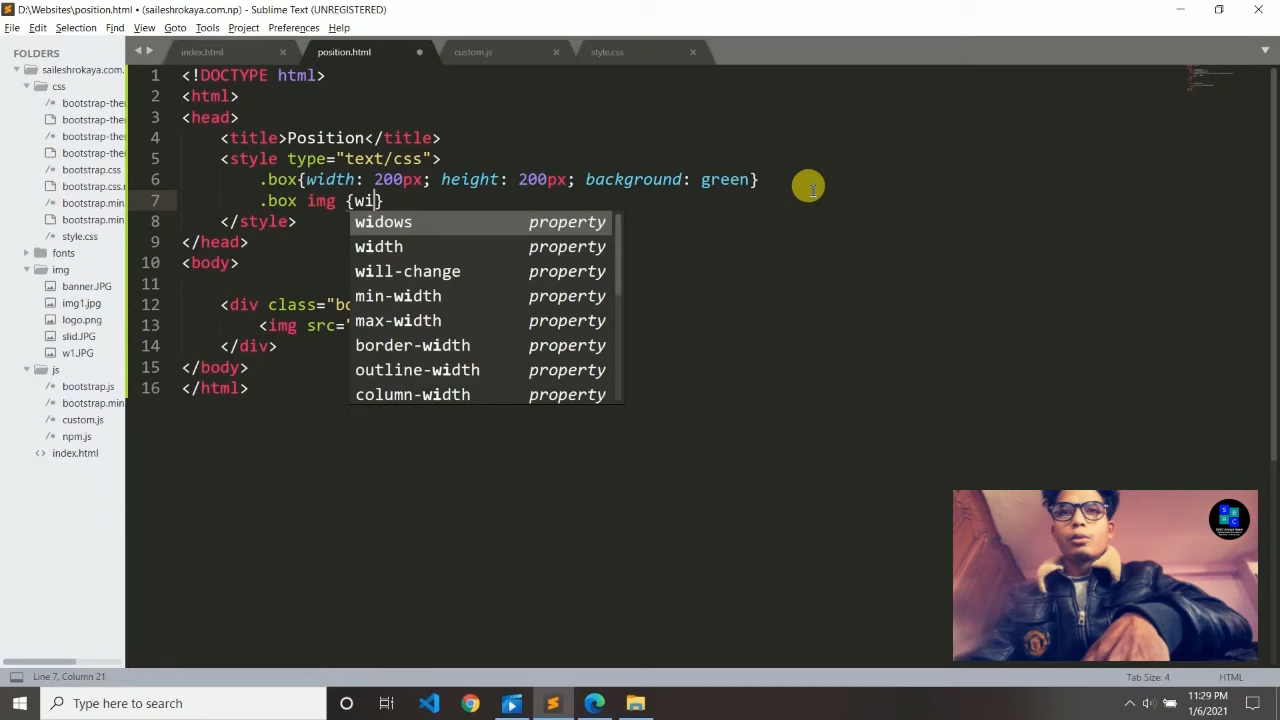 D:\Websites\position.html • (saileshrokaya.com.np) - Sublime Text (UNREGISTERED)
File Edit Selection Find View Goto Tools Project Preferences Help
FOLDERS
saileshrokaya.com.
css
bootstrap-the
bootstrap-the
bootstrap-the
bootstrap-the
bootstrap.css
bootstrap.css.
bootstrap.min
bootstrap.min
style.css
fonts
img
banner.JPG
img1.jpg
logo.png
slid.JPG
w1.JPG
js
bootstrap.js
bootstrap.min
custom.js
npm.js
index.html
index.html position.html custom.js style.css
1 <!DOCTYPE html>
2 <html>
3 <head>
4 <title>Position</title>
5 <style type="text/css">
6 .box{width: 200px; height: 200px; background: green}
7 .box img {wi}
8 </style>
9 </head>
10 <body>
11
12 <div class="bo
13 <img src="
14 </div>
15 </body>
16 </html>
widows property
width property
will-change property
min-width property
max-width property
border-width property
outline-width property
column-width property
Line 7, Column 21
Tab Size: 4
HTML
Type here to search
11:29 PM
1/6/2021